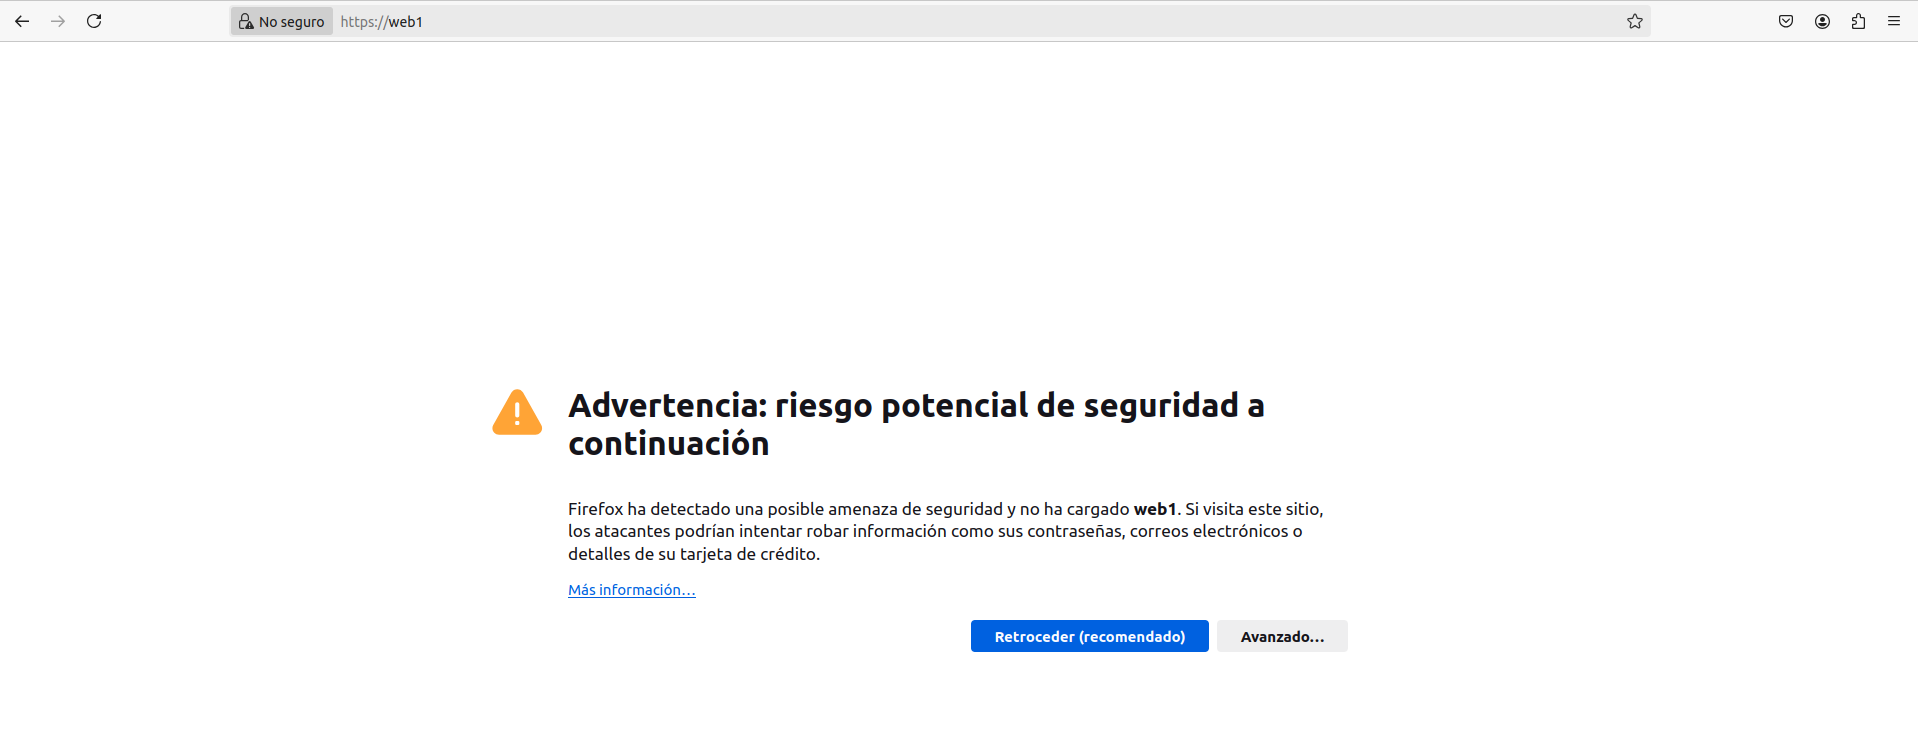 No seguro https://web1
Advertencia: riesgo potencial de seguridad a
continuación
Firefox ha detectado una posible amenaza de seguridad y no ha cargado web1. Si visita este sitio,
los atacantes podrían intentar robar información como sus contraseñas, correos electrónicos o
detalles de su tarjeta de crédito.
Más información...
Retroceder (recomendado) Avanzado...